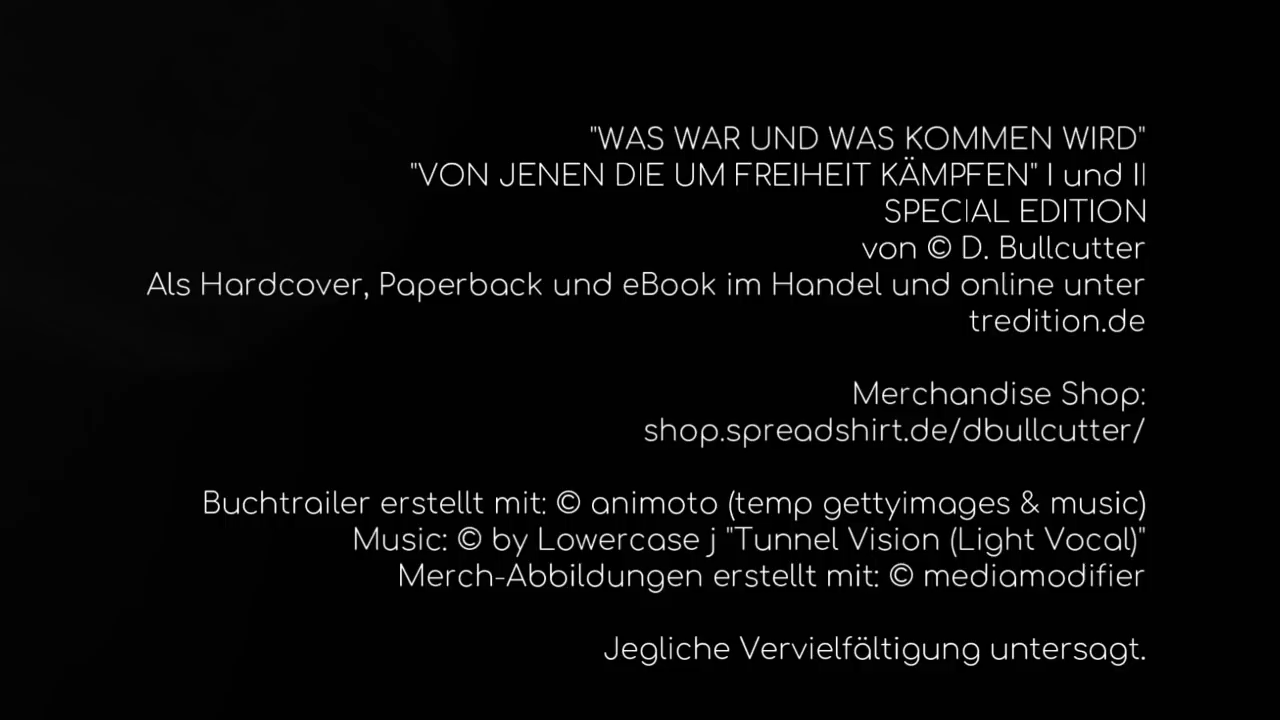 "WAS WAR UND WAS KOMMEN WIRD"
"VON JENEN DIE UM FREIHEIT KÄMPFEN" I und II
SPECIAL EDITION
von © D. Bullcutter
Als Hardcover, Paperback und eBook im Handel und online unter
tredition.de
Merchandise Shop:
shop.spreadshirt.de/dbullcutter/
Buchtrailer erstellt mit: © animoto (temp gettyimages & music)
Music: © by Lowercase j "Tunnel Vision (Light Vocal)"
Merch-Abbildungen erstellt mit: © mediamodifier
Jegliche Vervielfältigung untersagt.